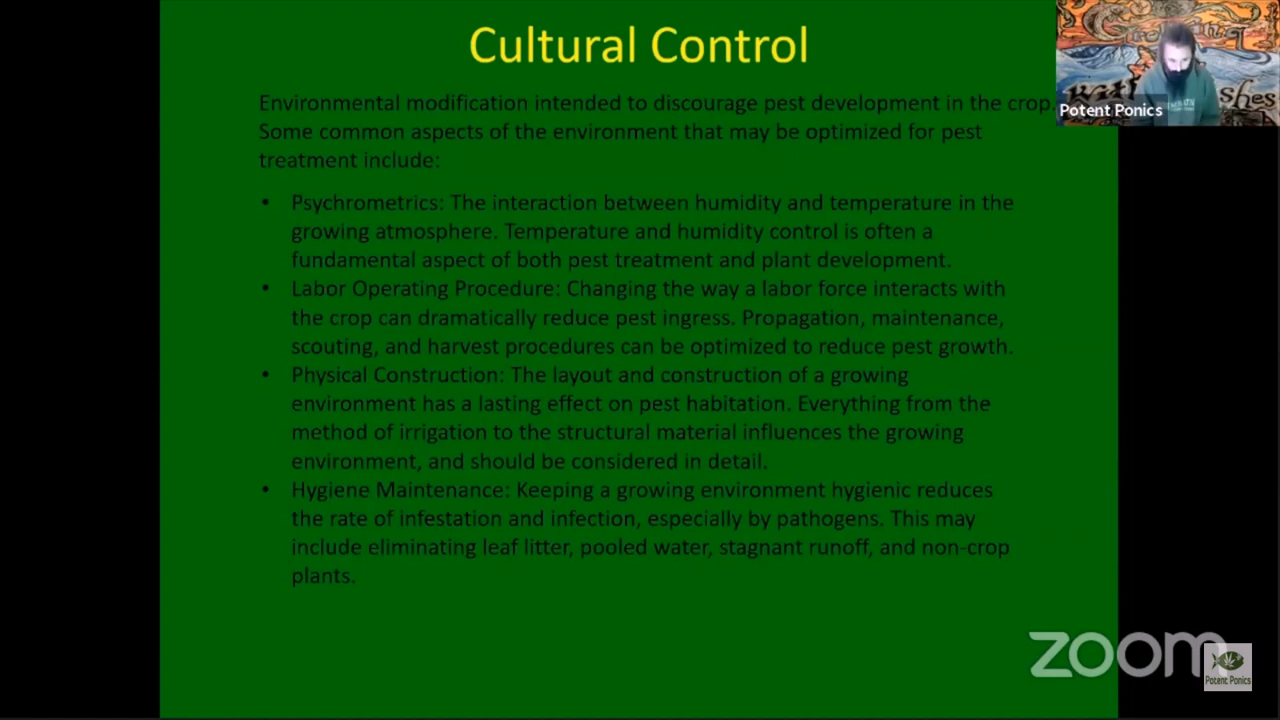 Cultural Control
Environmental modification intended to discourage pest development in the crop.
Some common aspects of the environment that may be optimized for pest
treatment include:
• Psychrometrics: The interaction between humidity and temperature in the
growing atmosphere. Temperature and humidity control is often a
fundamental aspect of both pest treatment and plant development.
• Labor Operating Procedure: Changing the way a labor force interacts with
the crop can dramatically reduce pest ingress. Propagation, maintenance,
scouting, and harvest procedures can be optimized to reduce pest growth.
• Physical Construction: The layout and construction of a growing
environment has a lasting effect on pest habitation. Everything from the
method of irrigation to the structural material influences the growing
environment, and should be considered in detail.
• Hygiene Maintenance: Keeping a growing environment hygienic reduces
the rate of infestation and infection, especially by pathogens. This may
include eliminating leaf litter, pooled water, stagnant runoff, and non-crop
plants.
Potent Ponics
zoom
Potent Ponics